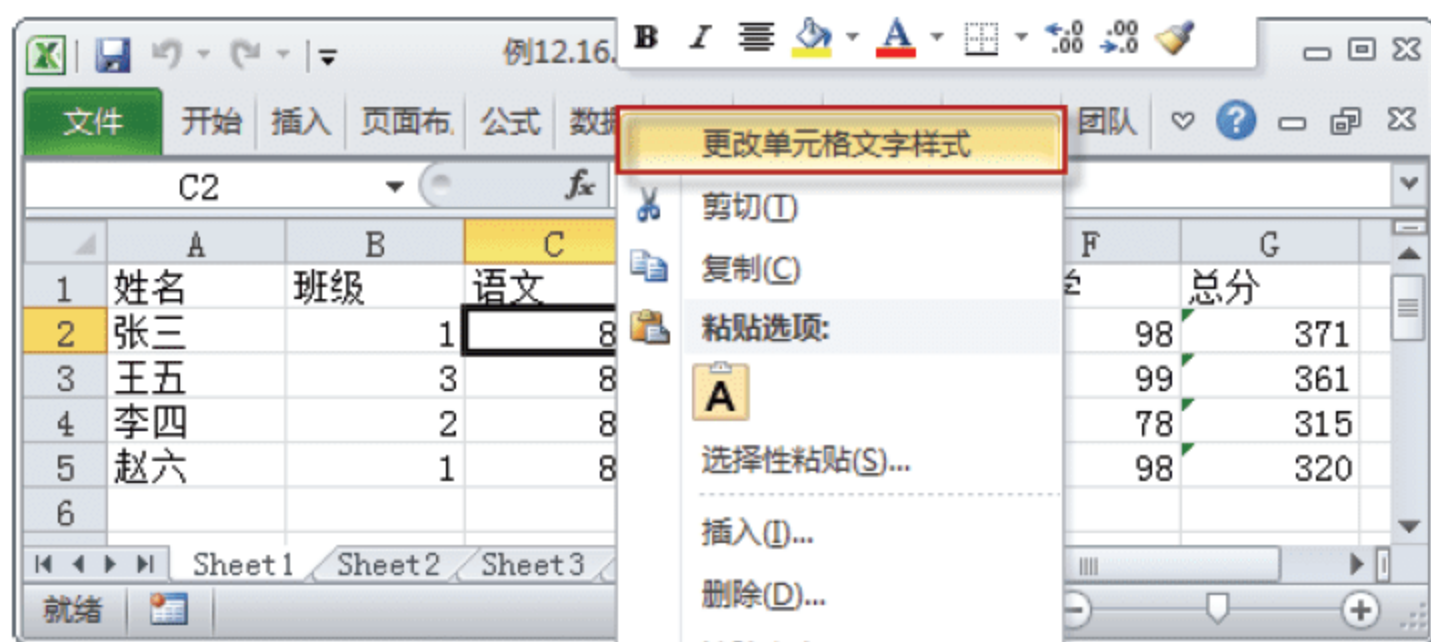 例12.16.
B I A .0 .00 .00 .0
文件 开始 插入 页面布 公式 数据 团队
更改单元格文字样式
C2 fx
剪切(T)
复制(C)
粘贴选项:
A
选择性粘贴(S)...
插入(I)...
删除(D)...
A B C F G
1 姓名 班级 语文 总分
2 张三 1 8 98 371
3 王五 3 8 99 361
4 李四 2 8 78 315
5 赵六 1 8 98 320
6
Sheet1 Sheet2 Sheet3
就绪